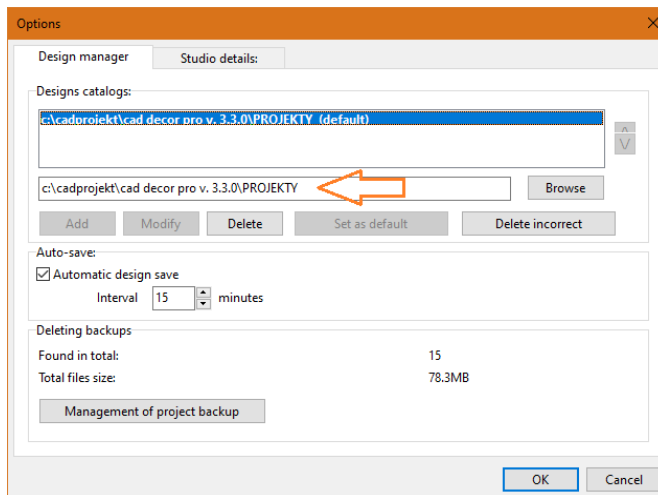 Options
Design manager
Studio details:
Designs catalogs:
c:\cadprojekt\cad decor pro v. 3.3.0\PROJEKTY (default)
c:\cadprojekt\cad decor pro v. 3.3.0\PROJEKTY
Browse
Add
Modify
Delete
Set as default
Delete incorrect
Auto-save:
Automatic design save
Interval 15 minutes
Deleting backups
Found in total: 15
Total files size: 78.3MB
Management of project backup
OK
Cancel